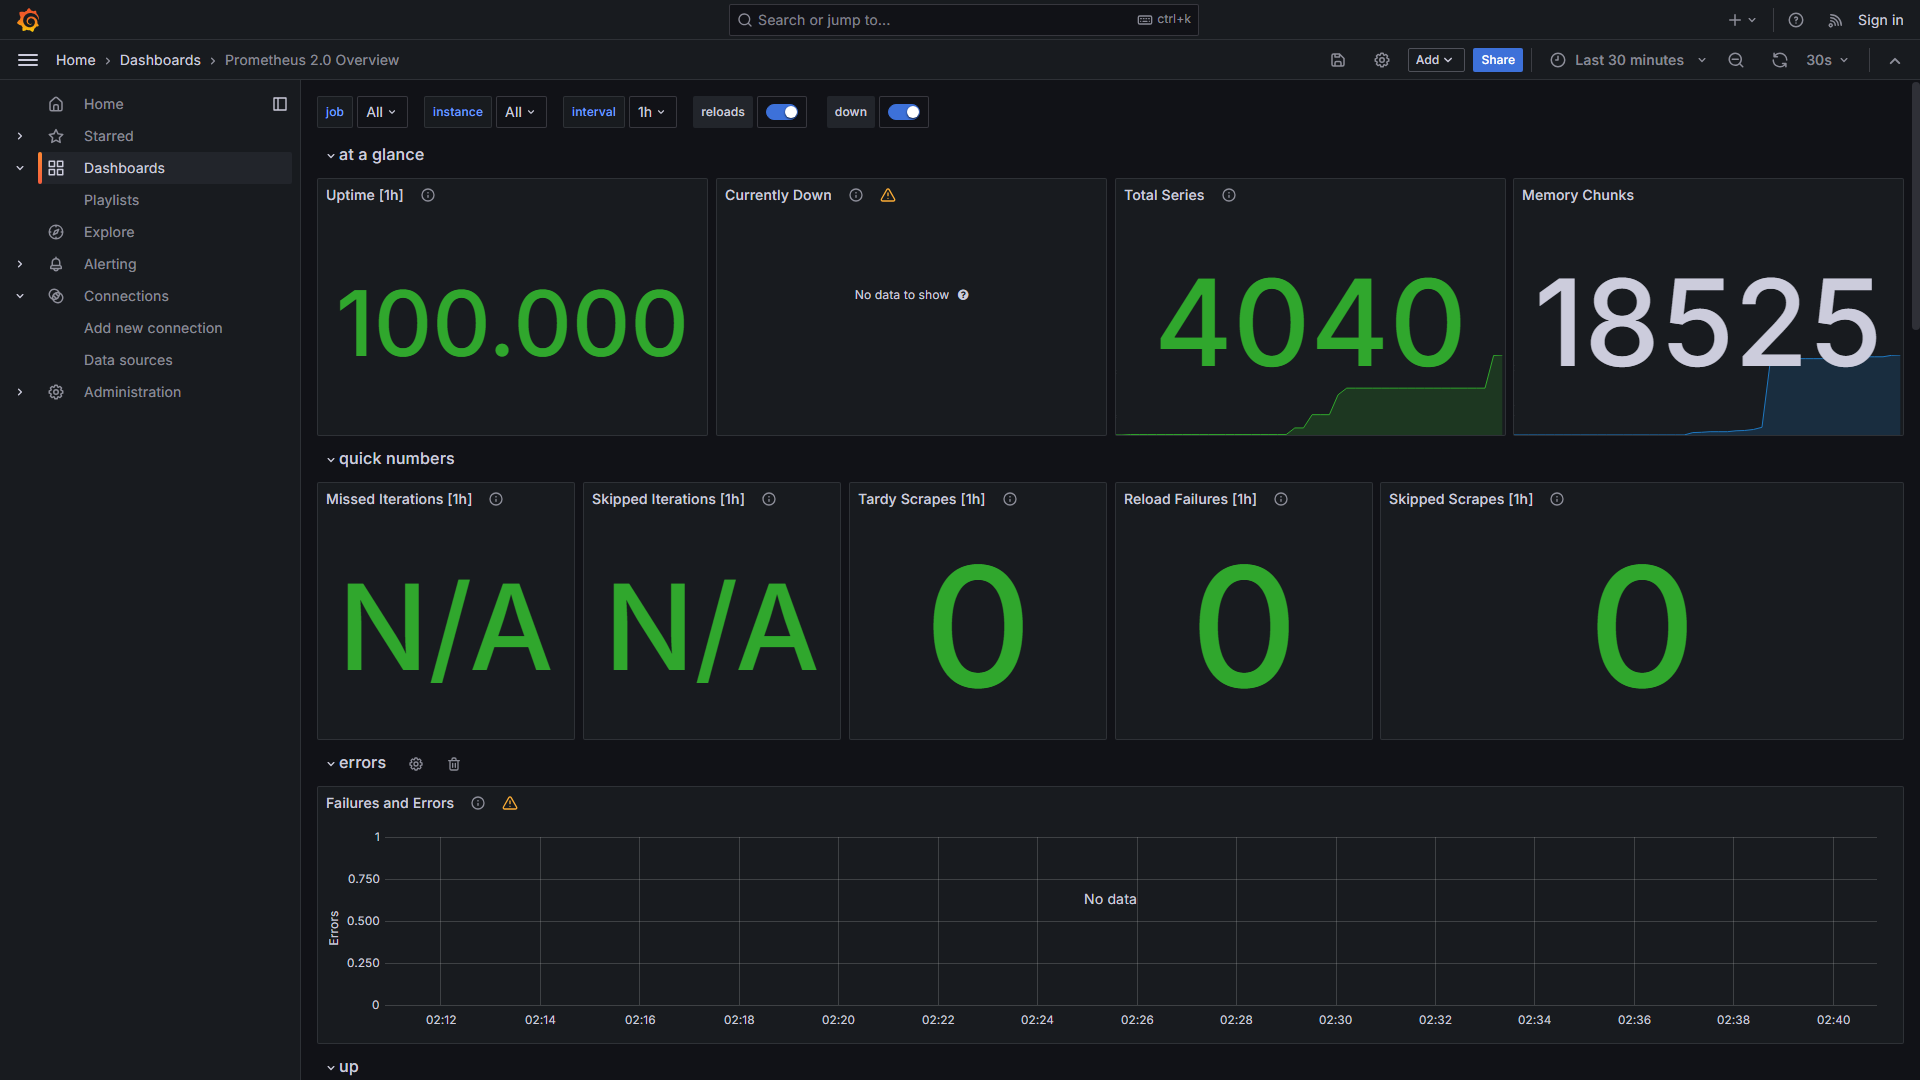 Search or jump to...
ctrl+k
Sign in
Home › Dashboards › Prometheus 2.0 Overview
Add
Share
Last 30 minutes
30s
Home
Starred
Dashboards
Playlists
Explore
Alerting
Connections
Add new connection
Data sources
Administration
job All
instance All
interval 1h
reloads
down
at a glance
Uptime [1h]
100.000
Currently Down
No data to show
Total Series
4040
Memory Chunks
18525
quick numbers
Missed Iterations [1h]
N/A
Skipped Iterations [1h]
N/A
Tardy Scrapes [1h]
0
Reload Failures [1h]
0
Skipped Scrapes [1h]
0
errors
Failures and Errors
Errors
1
0.750
0.500
0.250
0
No data
02:12 02:14 02:16 02:18 02:20 02:22 02:24 02:26 02:28 02:30 02:32 02:34 02:36 02:38 02:40
up